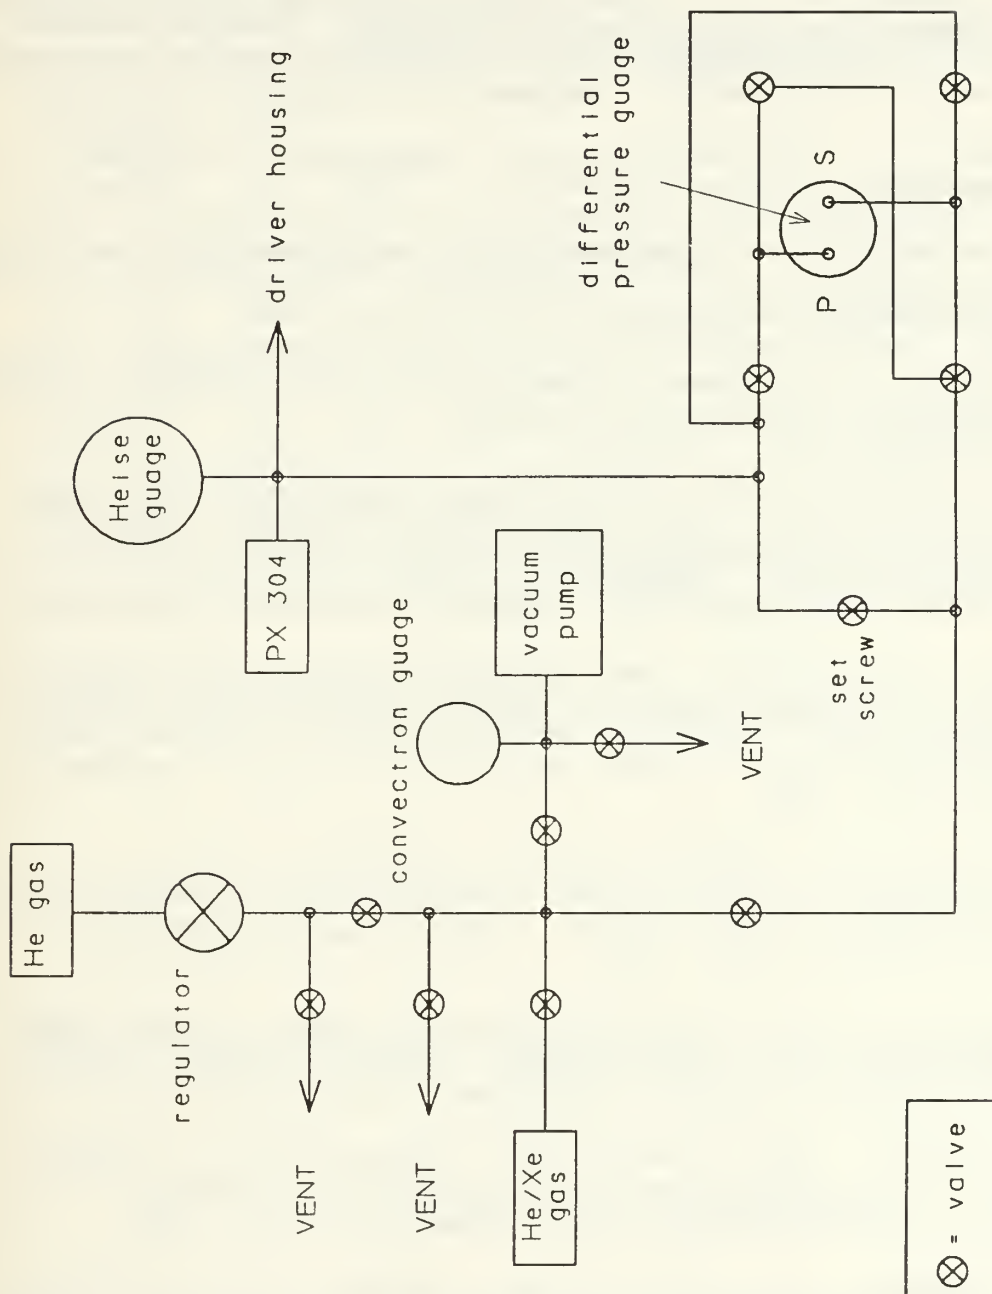 He gas
regulator
VENT
VENT
He/Xe
gas
convectron guage
vacuum
pump
VENT
PX 304
Heise
guage
driver housing
set
screw
differential
pressure guage
P
S
= valve